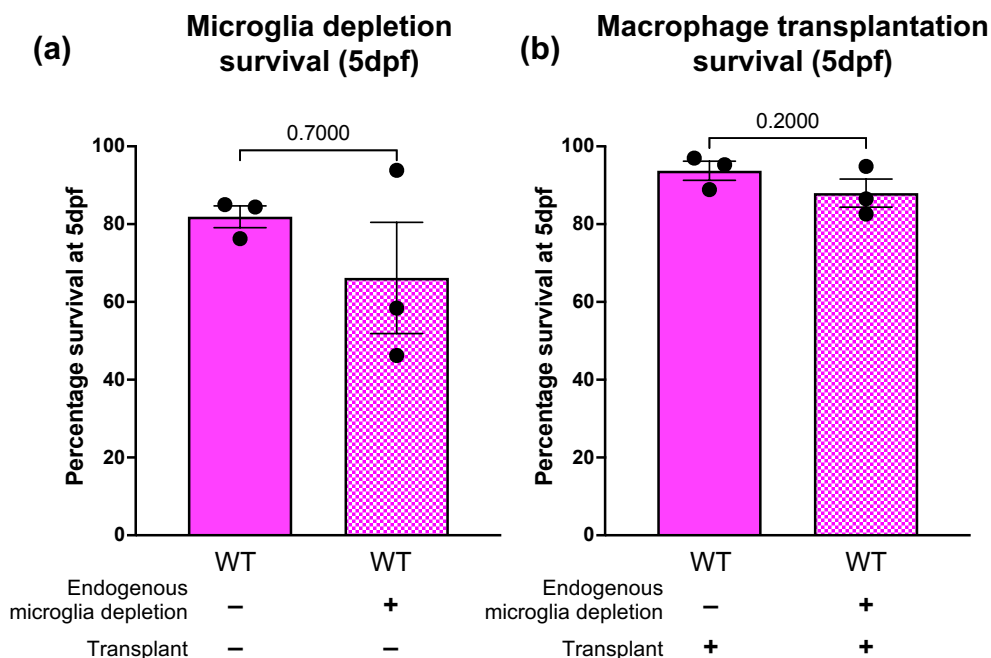 (a)
Microglia depletion
survival (5dpf)
0.7000
Percentage survival at 5dpf
100
80
60
40
20
0
WT
WT
Endogenous
microglia depletion
–
+
Transplant
–
–
(b)
Macrophage transplantation
survival (5dpf)
0.2000
Percentage survival at 5dpf
100
80
60
40
20
0
WT
WT
Endogenous
microglia depletion
–
+
Transplant
+
+